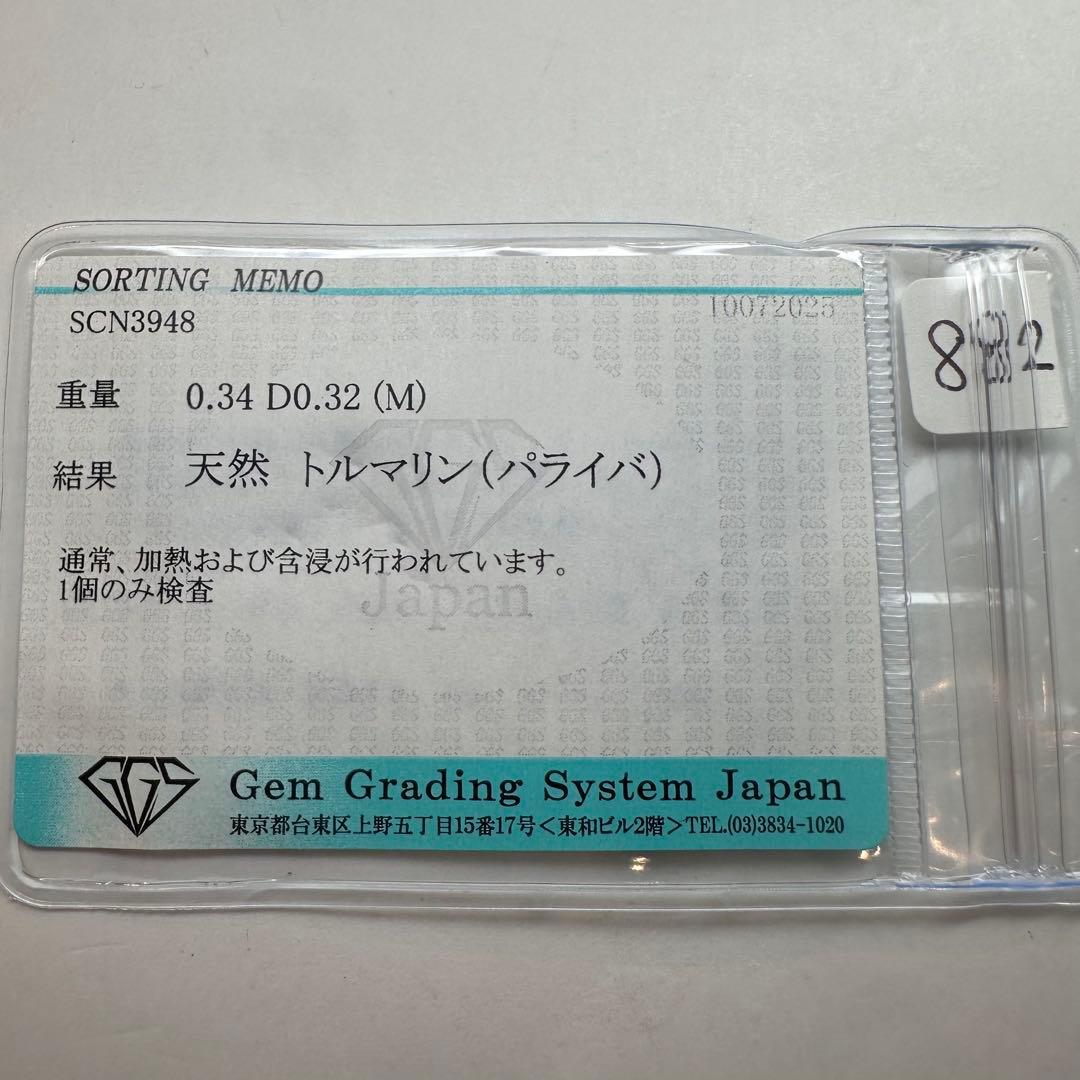 SORTING MEMO
SCN3948
10072025
重量 0.34 D0.32 (M)
結果 天然 トルマリン(パライバ)
通常、加熱および含浸が行われています。
1個のみ検査
Japan
GGS
Gem Grading System Japan
東京都台東区上野五丁目15番17号<東和ビル2階>TEL.(03)3834-1020